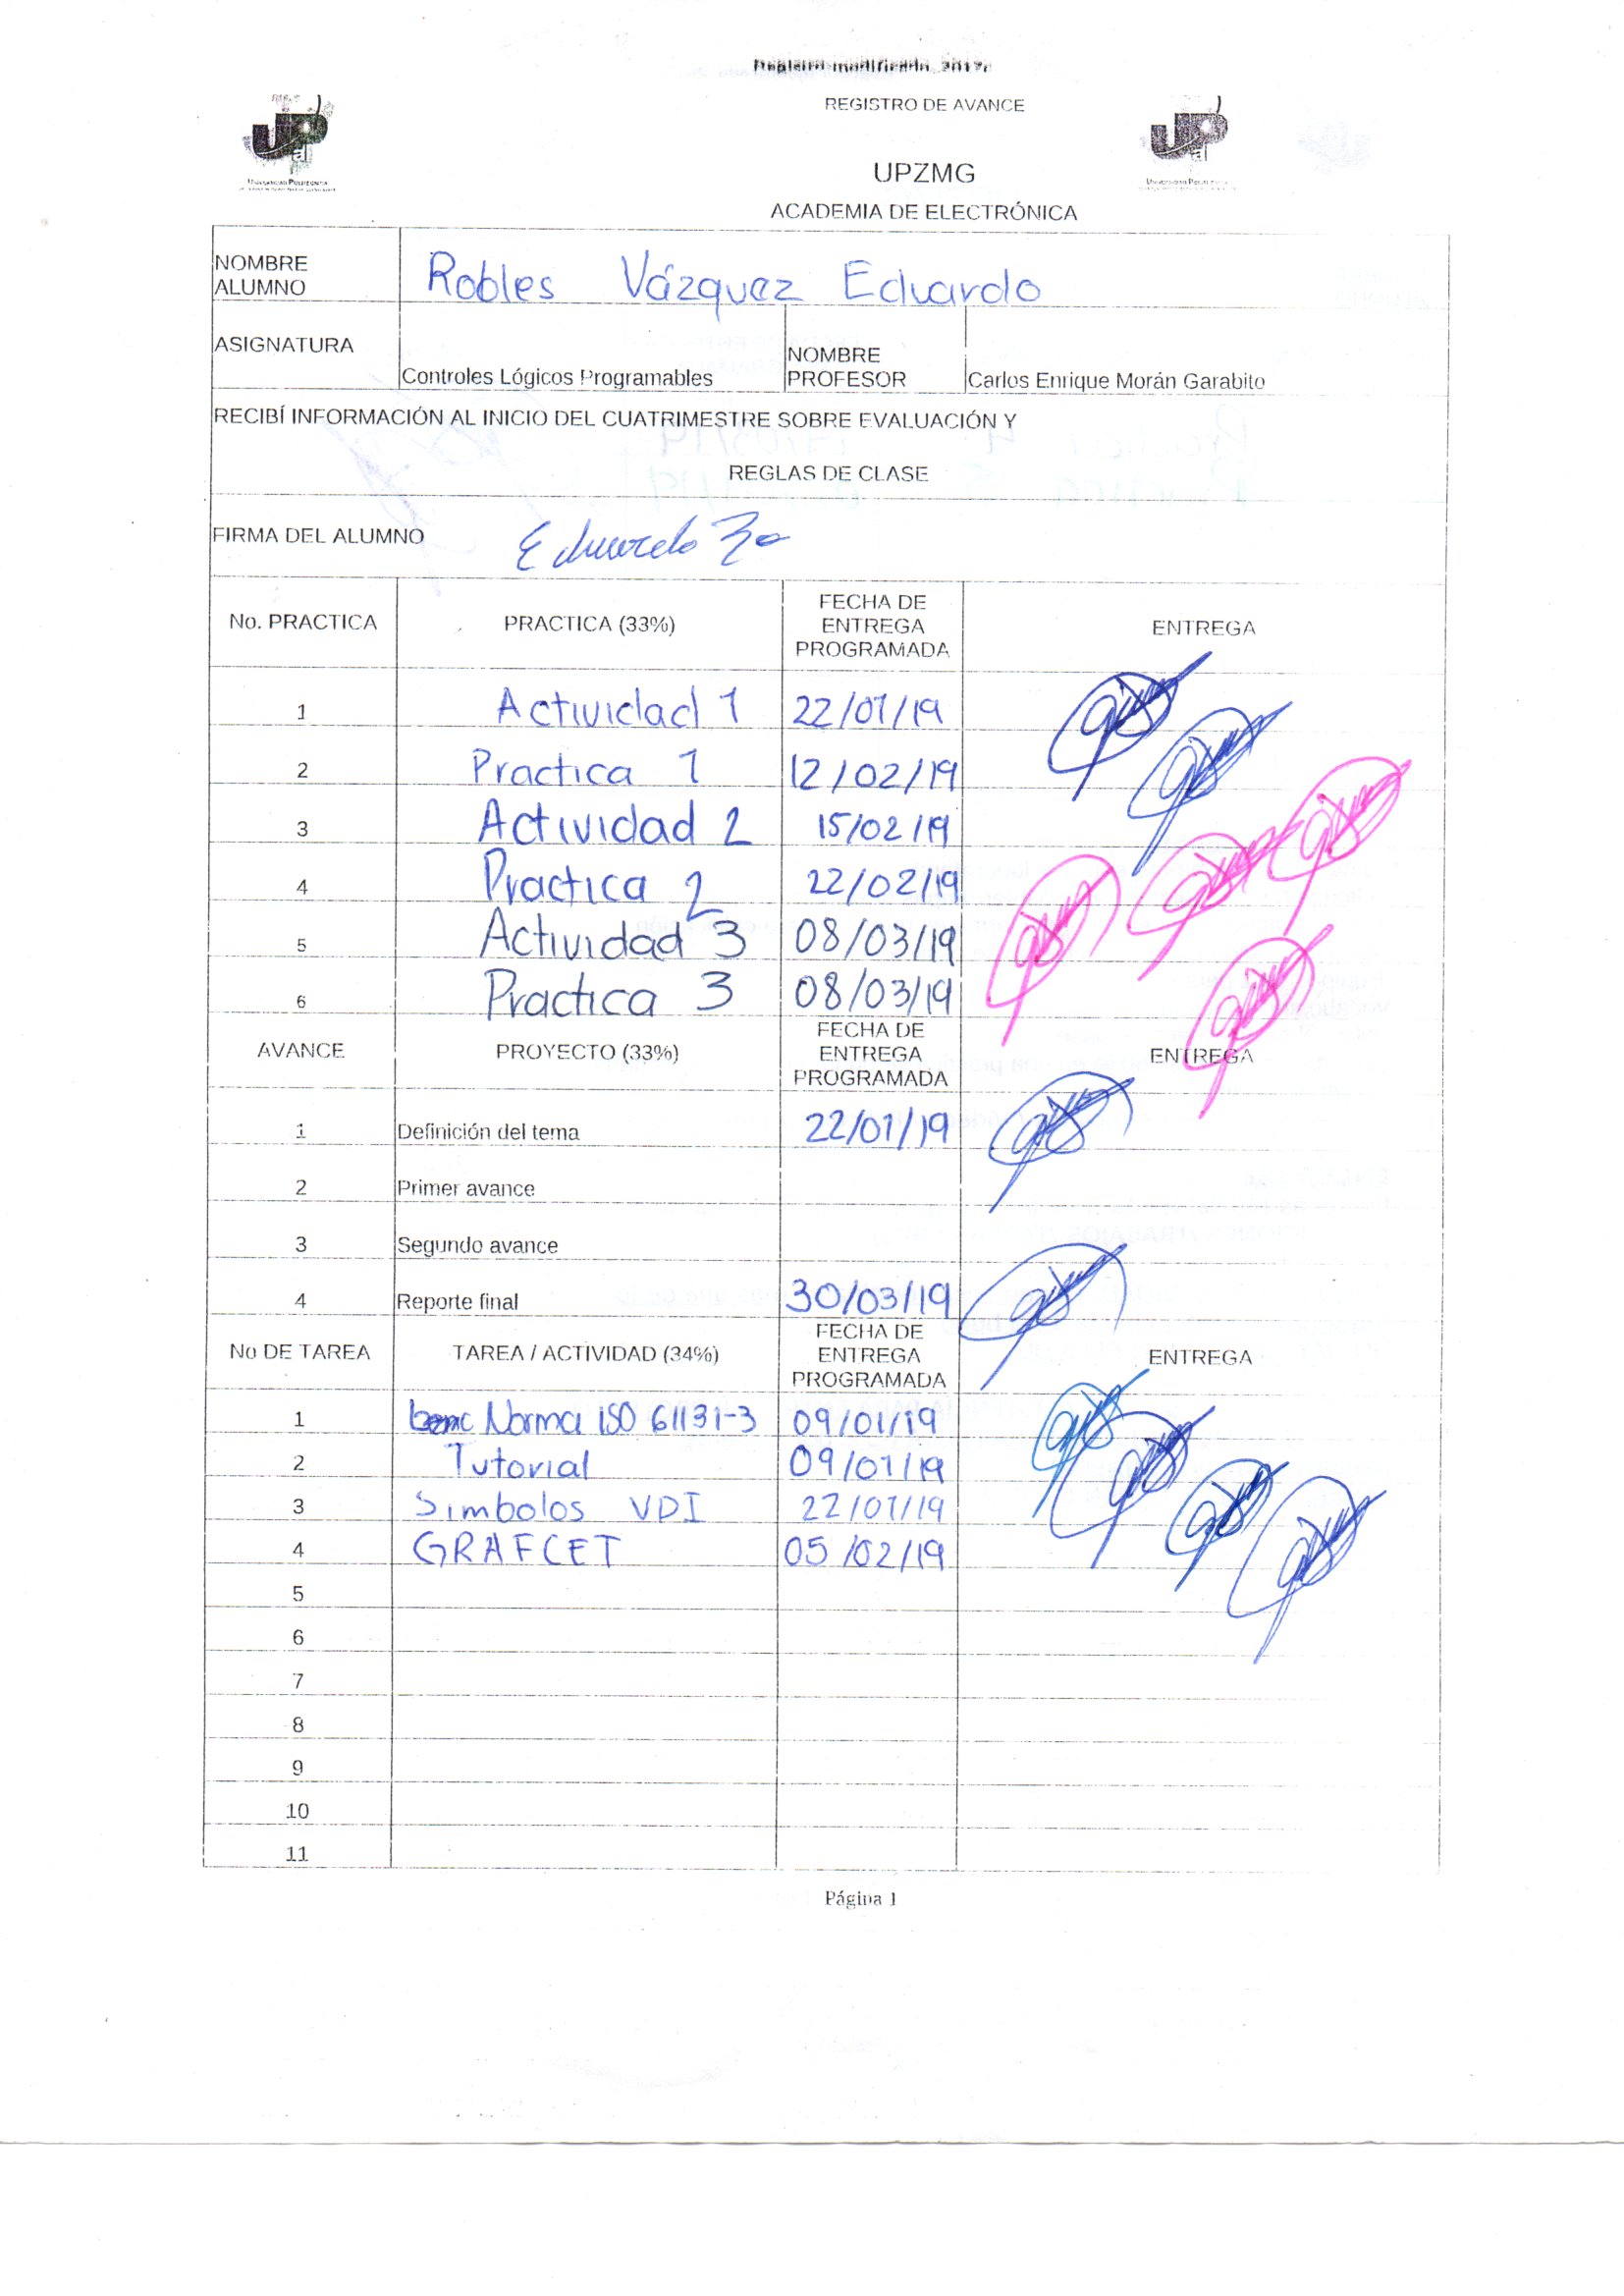 Registro modificado, 2017,
REGISTRO DE AVANCE
UPZMG
ACADEMIA DE ELECTRÓNICA
NOMBRE ALUMNO Robles Vázquez Eduardo
ASIGNATURA Controles Lógicos Programables NOMBRE PROFESOR Carlos Enrique Morán Garabito
RECIBÍ INFORMACIÓN AL INICIO DEL CUATRIMESTRE SOBRE EVALUACIÓN Y
REGLAS DE CLASE
FIRMA DEL ALUMNO Eduardo
No. PRACTICA PRACTICA (33%) FECHA DE ENTREGA PROGRAMADA ENTREGA
1 Actividad 1 22/01/19
2 Practica 1 12/02/19
3 Actividad 2 15/02/19
4 Practica 2 22/02/19
5 Actividad 3 08/03/19
6 Practica 3 08/03/19
AVANCE PROYECTO (33%) FECHA DE ENTREGA PROGRAMADA ENTREGA
1 Definición del tema 22/01/19
2 Primer avance
3 Segundo avance
4 Reporte final 30/03/19
No DE TAREA TAREA / ACTIVIDAD (34%) FECHA DE ENTREGA PROGRAMADA ENTREGA
1 Norma ISO 61131-3 09/01/19
2 Tutorial 09/01/19
3 Simbolos VDI 22/01/19
4 GRAFCET 05/02/19
5
6
7
8
9
10
11
Página 1